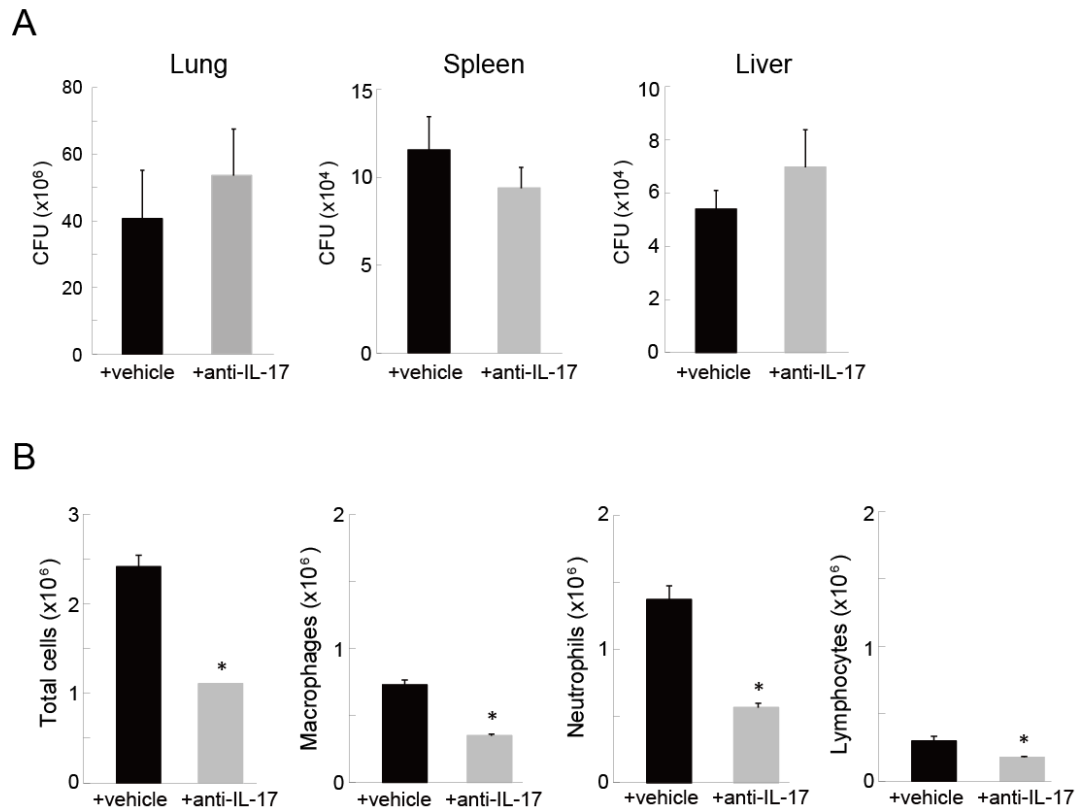 A
Lung
Spleen
Liver
CFU (x10⁶)
80
60
40
20
0
+vehicle +anti-IL-17
CFU (x10⁴)
15
10
5
0
+vehicle +anti-IL-17
CFU (x10⁴)
10
8
6
4
2
0
+vehicle +anti-IL-17
B
Total cells (x10⁶)
3
2
1
0
*
+vehicle +anti-IL-17
Macrophages (x10⁶)
2
1
0
*
+vehicle +anti-IL-17
Neutrophils (x10⁶)
2
1
0
*
+vehicle +anti-IL-17
Lymphocytes (x10⁶)
2
1
0
*
+vehicle +anti-IL-17